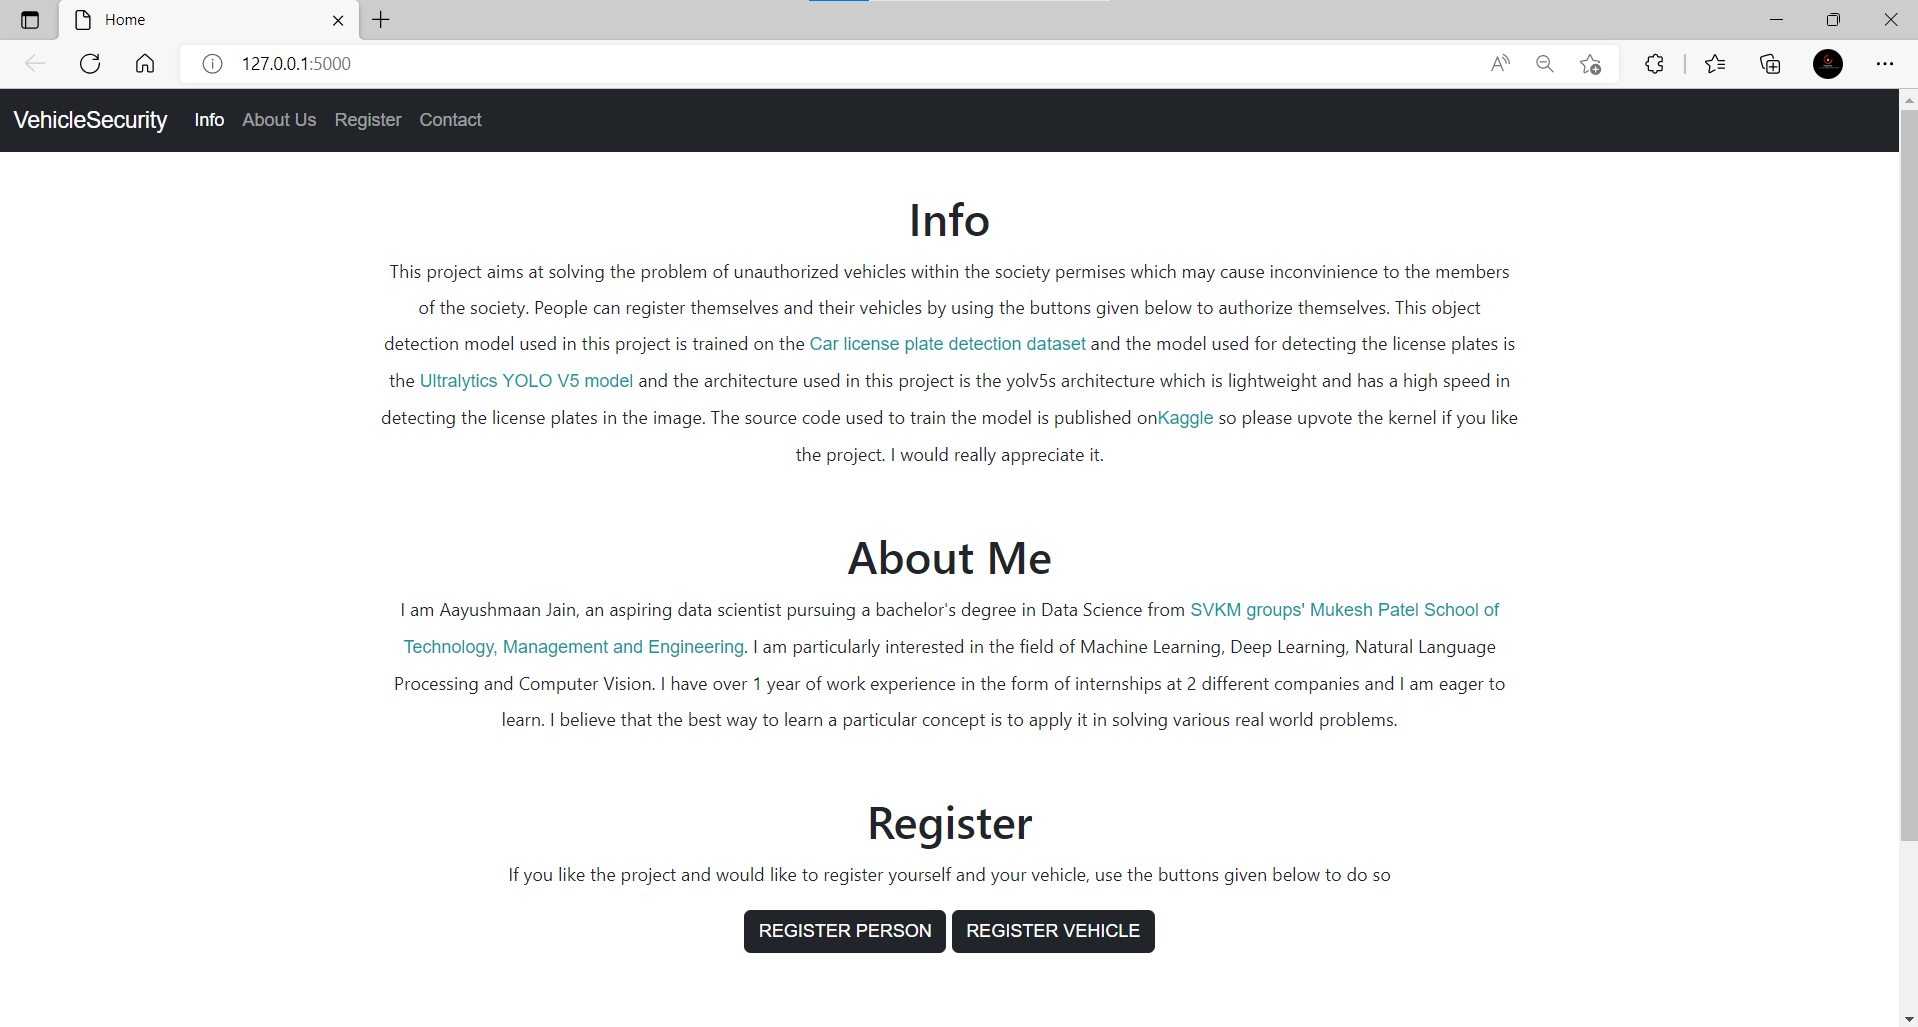 Home
127.0.0.1:5000
VehicleSecurity Info About Us Register Contact
Info
This project aims at solving the problem of unauthorized vehicles within the society permises which may cause inconvinience to the members
of the society. People can register themselves and their vehicles by using the buttons given below to authorize themselves. This object
detection model used in this project is trained on the Car license plate detection dataset and the model used for detecting the license plates is
the Ultralytics YOLO V5 model and the architecture used in this project is the yolv5s architecture which is lightweight and has a high speed in
detecting the license plates in the image. The source code used to train the model is published onKaggle so please upvote the kernel if you like
the project. I would really appreciate it.
About Me
I am Aayushmaan Jain, an aspiring data scientist pursuing a bachelor's degree in Data Science from SVKM groups' Mukesh Patel School of
Technology, Management and Engineering. I am particularly interested in the field of Machine Learning, Deep Learning, Natural Language
Processing and Computer Vision. I have over 1 year of work experience in the form of internships at 2 different companies and I am eager to
learn. I believe that the best way to learn a particular concept is to apply it in solving various real world problems.
Register
If you like the project and would like to register yourself and your vehicle, use the buttons given below to do so
REGISTER PERSON REGISTER VEHICLE